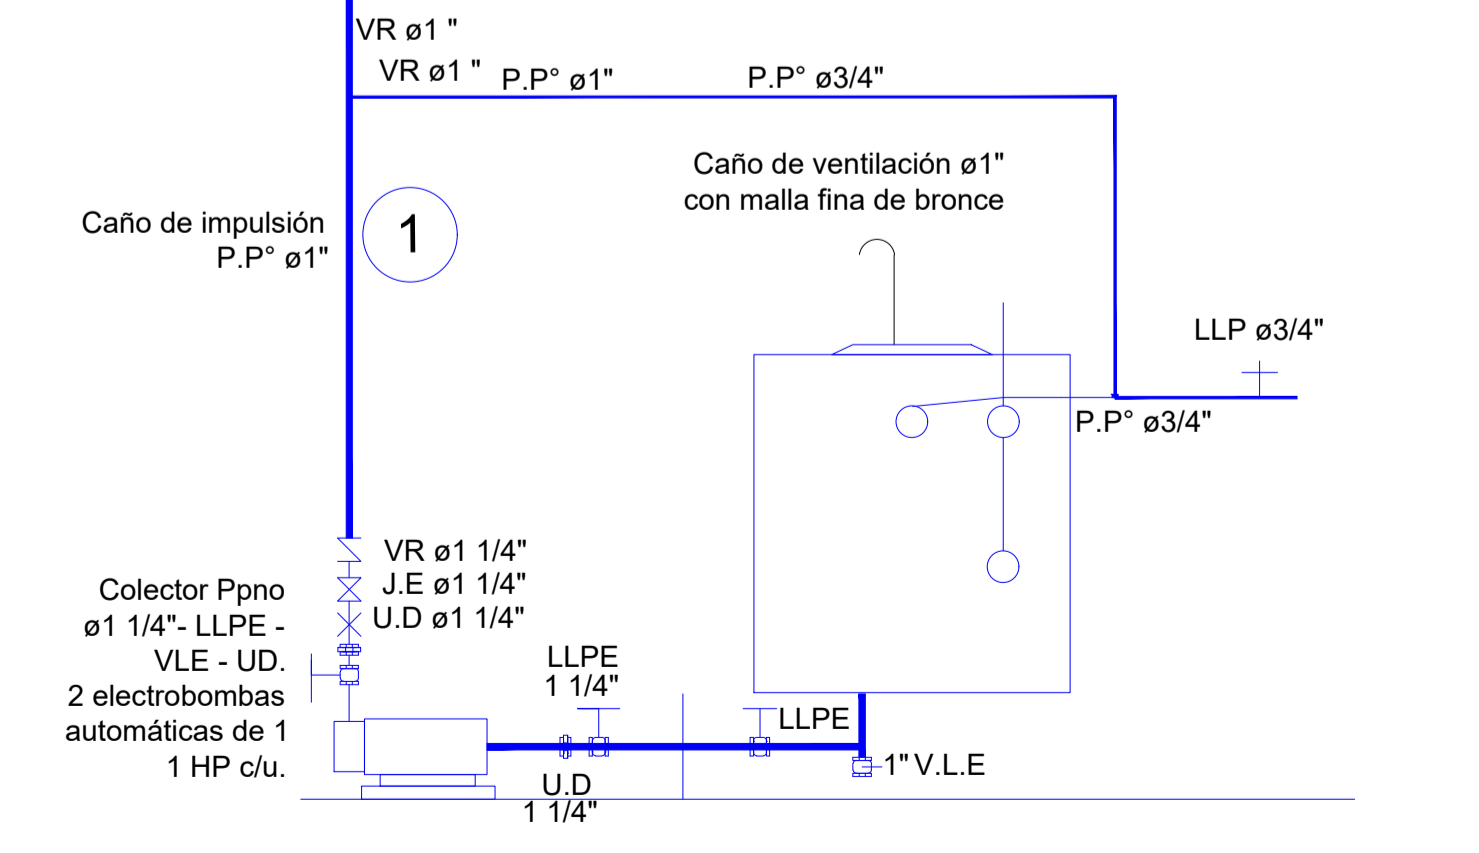 VR ø1 "
VR ø1 "
P.P° ø1"
P.P° ø3/4"
Caño de ventilación ø1"
con malla fina de bronce
Caño de impulsión
P.P° ø1"
1
LLP ø3/4"
P.P° ø3/4"
VR ø1 1/4"
J.E ø1 1/4"
U.D ø1 1/4"
Colector Ppno
ø1 1/4"- LLPE -
VLE - UD.
2 electrobombas
automáticas de 1
1 HP c/u.
LLPE
1 1/4"
LLPE
1" V.L.E
U.D
1 1/4"